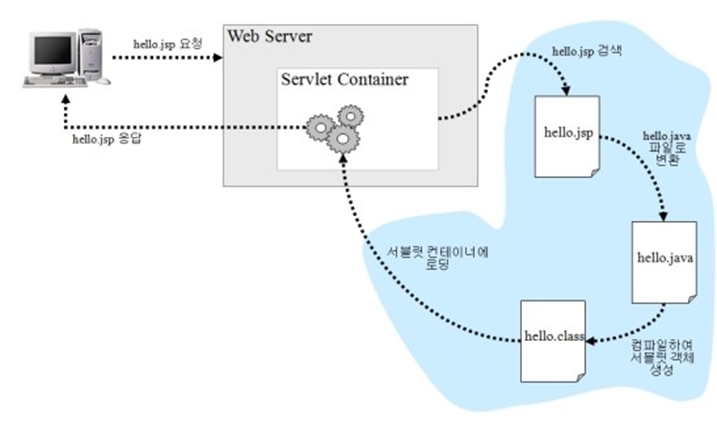 hello.jsp 요청
Web Server
Servlet Container
hello.jsp 검색
hello.jsp
hello.java
파일로
변환
hello.jsp 응답
서블릿 컨테이너에
로딩
hello.java
hello.class
컴파일하여
서블릿 객체
생성